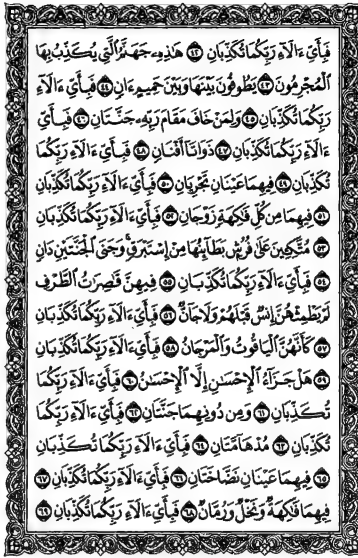 فَبِأَيِّ ءَالَآءِ رَبِّكُمَا تُكَذِّبَانِ ٤٢ هَٰذِهِۦ جَهَنَّمُ ٱلَّتِي يُكَذِّبُ بِهَا
ٱلْمُجْرِمُونَ ٤٣ يَطُوفُونَ بَيْنَهَا وَبَيْنَ حَمِيمٍ ءَانٍ ٤٤ فَبِأَيِّ ءَالَآءِ
رَبِّكُمَا تُكَذِّبَانِ ٤٥ وَلِمَنْ خَافَ مَقَامَ رَبِّهِۦ جَنَّتَانِ ٤٦ فَبِأَيِّ
ءَالَآءِ رَبِّكُمَا تُكَذِّبَانِ ٤٧ ذَوَاتَآ أَفْنَانٍ ٤٨ فَبِأَيِّ ءَالَآءِ رَبِّكُمَا
تُكَذِّبَانِ ٤٩ فِيهِمَا عَيْنَانِ تَجْرِيَانِ ٥٠ فَبِأَيِّ ءَالَآءِ رَبِّكُمَا تُكَذِّبَانِ
٥١ فِيهِمَا مِن كُلِّ فَٰكِهَةٍ زَوْجَانِ ٥٢ فَبِأَيِّ ءَالَآءِ رَبِّكُمَا تُكَذِّبَانِ
٥٣ مُتَّكِـِٔينَ عَلَىٰ فُرُشٍۭ بَطَآئِنُهَا مِنْ إِسْتَبْرَقٍ ۚ وَجَنَى ٱلْجَنَّتَيْنِ دَانٍ
٥٤ فَبِأَيِّ ءَالَآءِ رَبِّكُمَا تُكَذِّبَانِ ٥٥ فِيهِنَّ قَٰصِرَٰتُ ٱلطَّرْفِ
لَمْ يَطْمِثْهُنَّ إِنسٌ قَبْلَهُمْ وَلَا جَآنٌّ ٥٦ فَبِأَيِّ ءَالَآءِ رَبِّكُمَا تُكَذِّبَانِ
٥٧ كَأَنَّهُنَّ ٱلْيَاقُوتُ وَٱلْمَرْجَانُ ٥٨ فَبِأَيِّ ءَالَآءِ رَبِّكُمَا تُكَذِّبَانِ
٥٩ هَلْ جَزَآءُ ٱلْإِحْسَٰنِ إِلَّا ٱلْإِحْسَٰنُ ٦٠ فَبِأَيِّ ءَالَآءِ رَبِّكُمَا
تُكَذِّبَانِ ٦١ وَمِن دُونِهِمَا جَنَّتَانِ ٦٢ فَبِأَيِّ ءَالَآءِ رَبِّكُمَا
تُكَذِّبَانِ ٦٣ مُدْهَآمَّتَانِ ٦٤ فَبِأَيِّ ءَالَآءِ رَبِّكُمَا تُكَذِّبَانِ
٦٥ فِيهِمَا عَيْنَانِ نَضَّاخَتَانِ ٦٦ فَبِأَيِّ ءَالَآءِ رَبِّكُمَا تُكَذِّبَانِ ٦٧
فِيهِمَا فَٰكِهَةٌ وَنَخْلٌ وَرُمَّانٌ ٦٨ فَبِأَيِّ ءَالَآءِ رَبِّكُمَا تُكَذِّبَانِ ٦٩